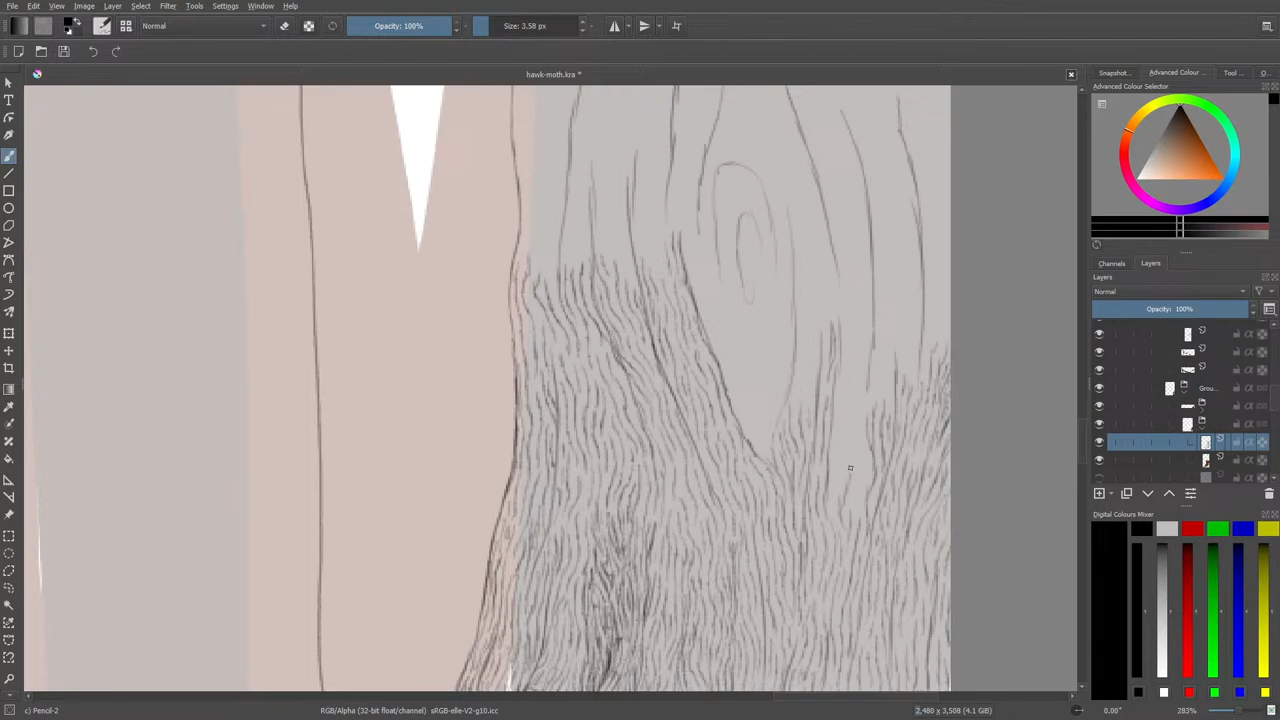 File Edit View Image Layer Select Filter Tools Settings Window Help
Normal Opacity: 100% Size: 3.58 px
hawk-moth.kra *
Snapshot... Advanced Colour ... Tool ... O...
Advanced Colour Selector
Channels Layers
Layers
Normal
Opacity: 100%
Grou...
Digital Colours Mixer
c) Pencil-2 RGB/Alpha (32-bit float/channel) sRGB-elle-V2-g10.icc 2,480 x 3,508 (4.1 GiB) 0.00° 283%